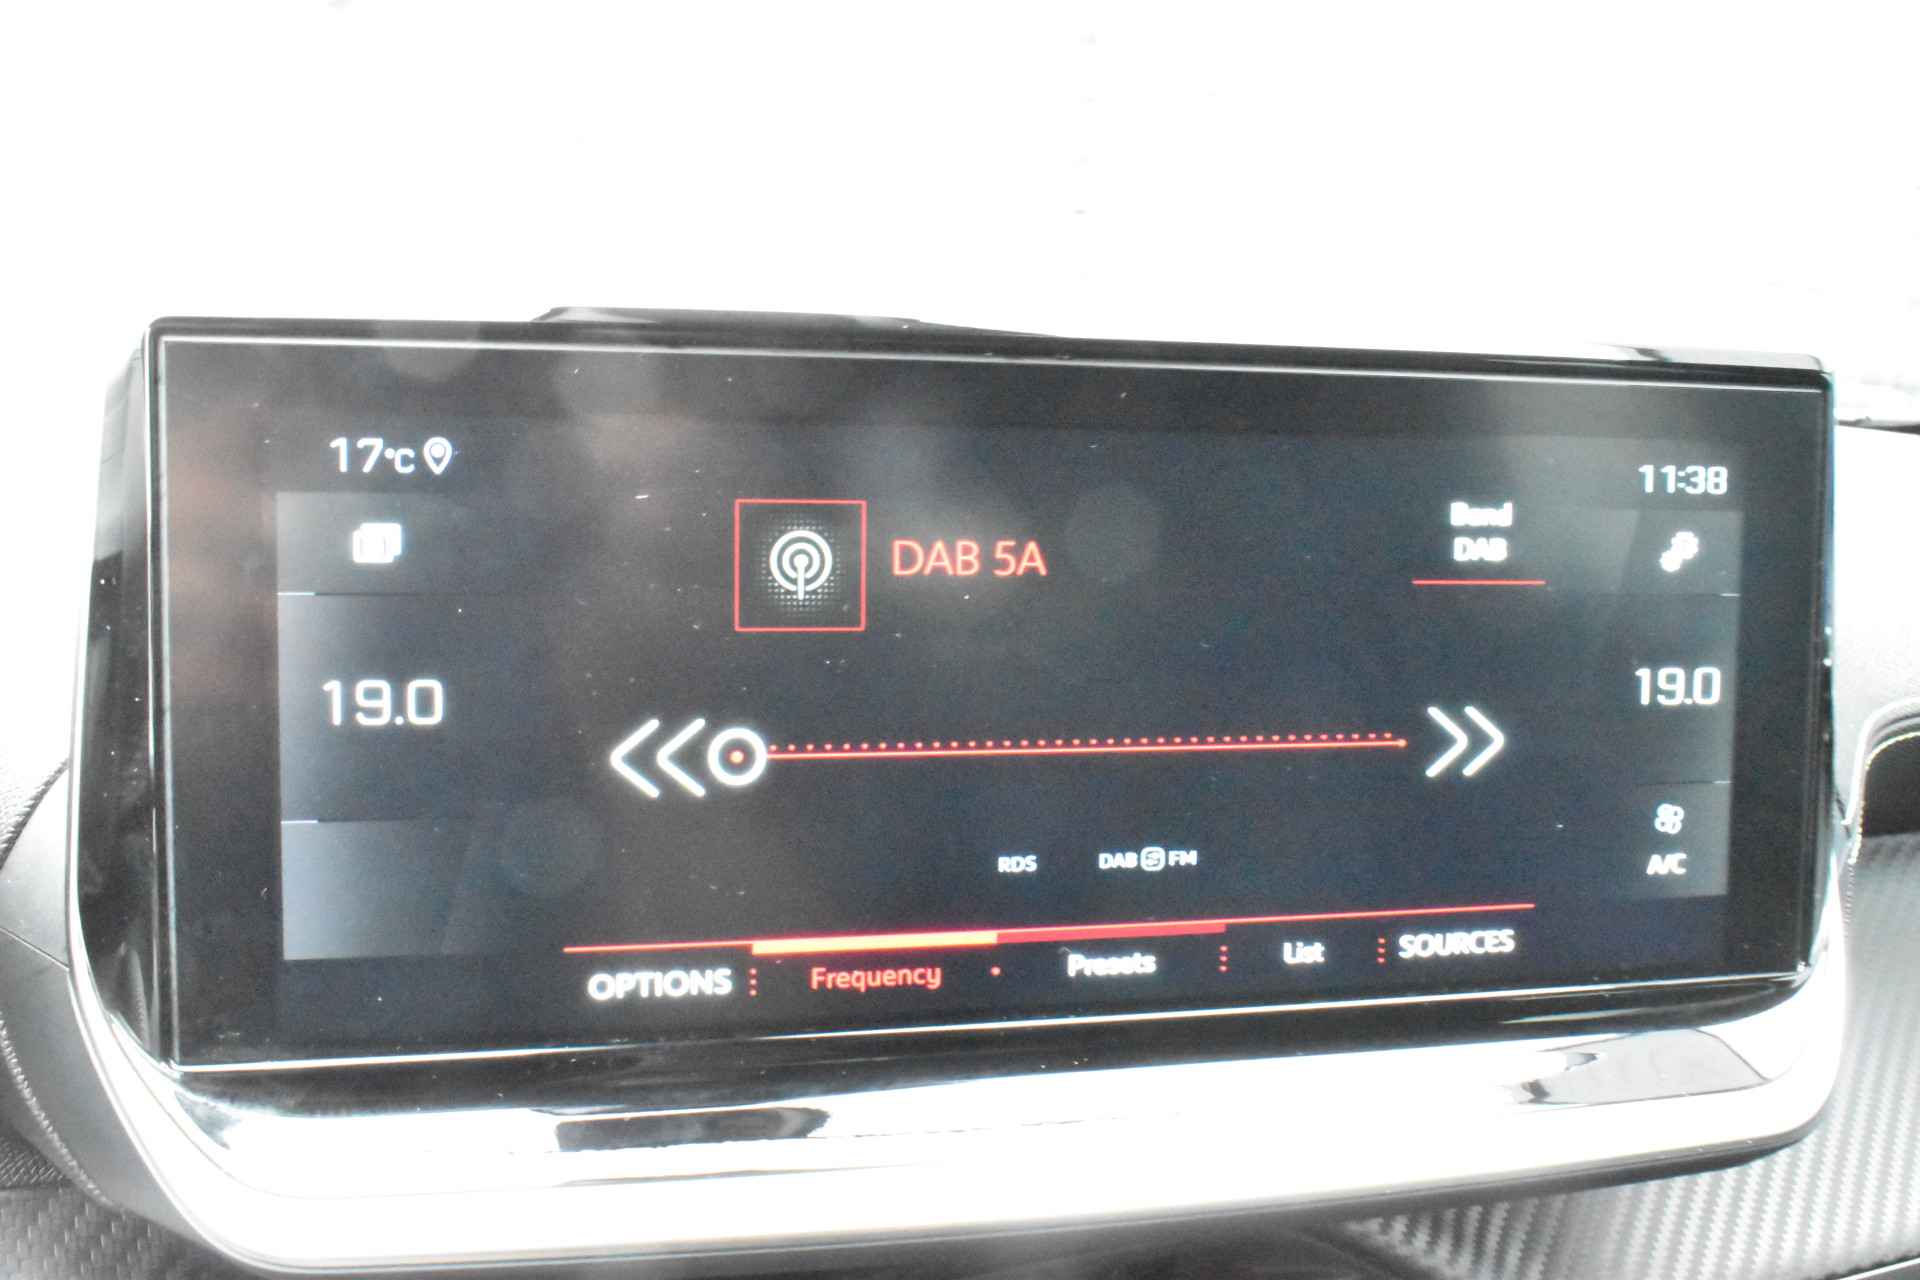 17°C
11:38
DAB 5A
Band
DAB
19.0
19.0
RDS
DAB FM
A/C
OPTIONS
Frequency
Presets
List
SOURCES